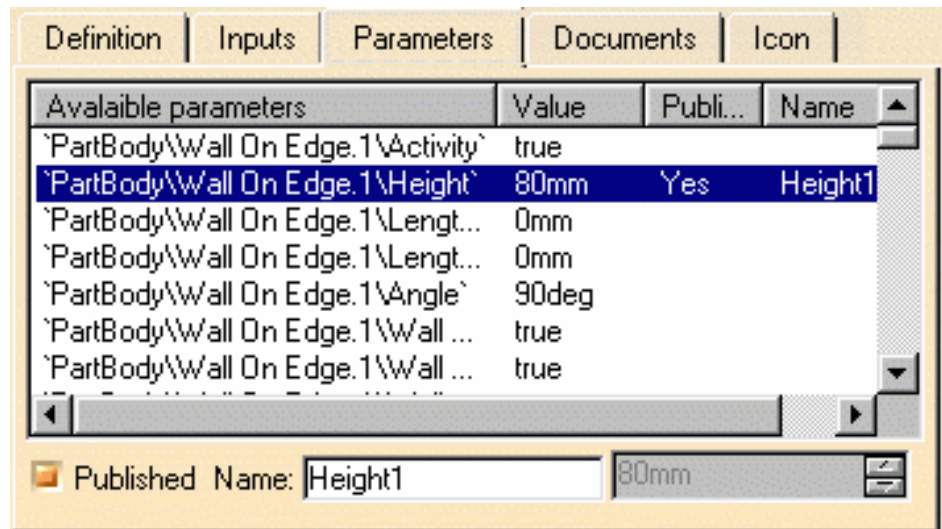 Definition Inputs Parameters Documents Icon
Avalaible parameters Value Publi... Name
`PartBody\Wall On Edge.1\Activity` true
`PartBody\Wall On Edge.1\Height` 80mm Yes Height1
`PartBody\Wall On Edge.1\Lengt... 0mm
`PartBody\Wall On Edge.1\Lengt... 0mm
`PartBody\Wall On Edge.1\Angle` 90deg
`PartBody\Wall On Edge.1\Wall ... true
`PartBody\Wall On Edge.1\Wall ... true
Published Name: Height1 80mm